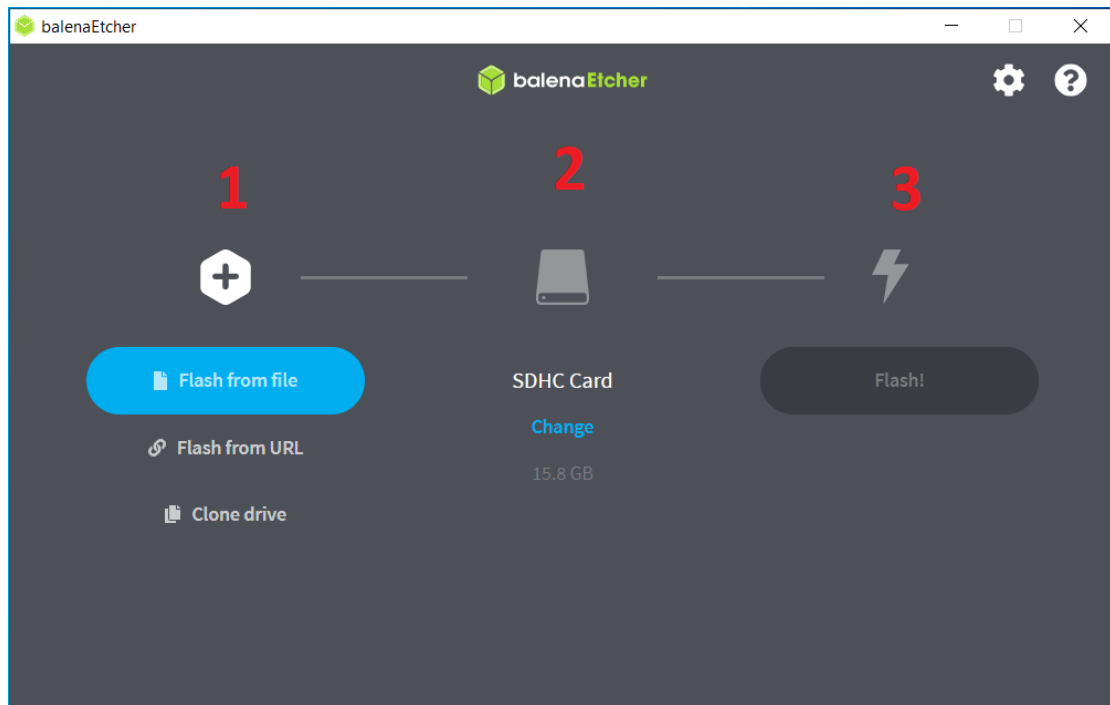 balenaEtcher
balenaEtcher
1
2
3
Flash from file
SDHC Card
Flash!
Change
Flash from URL
15.8 GB
Clone drive